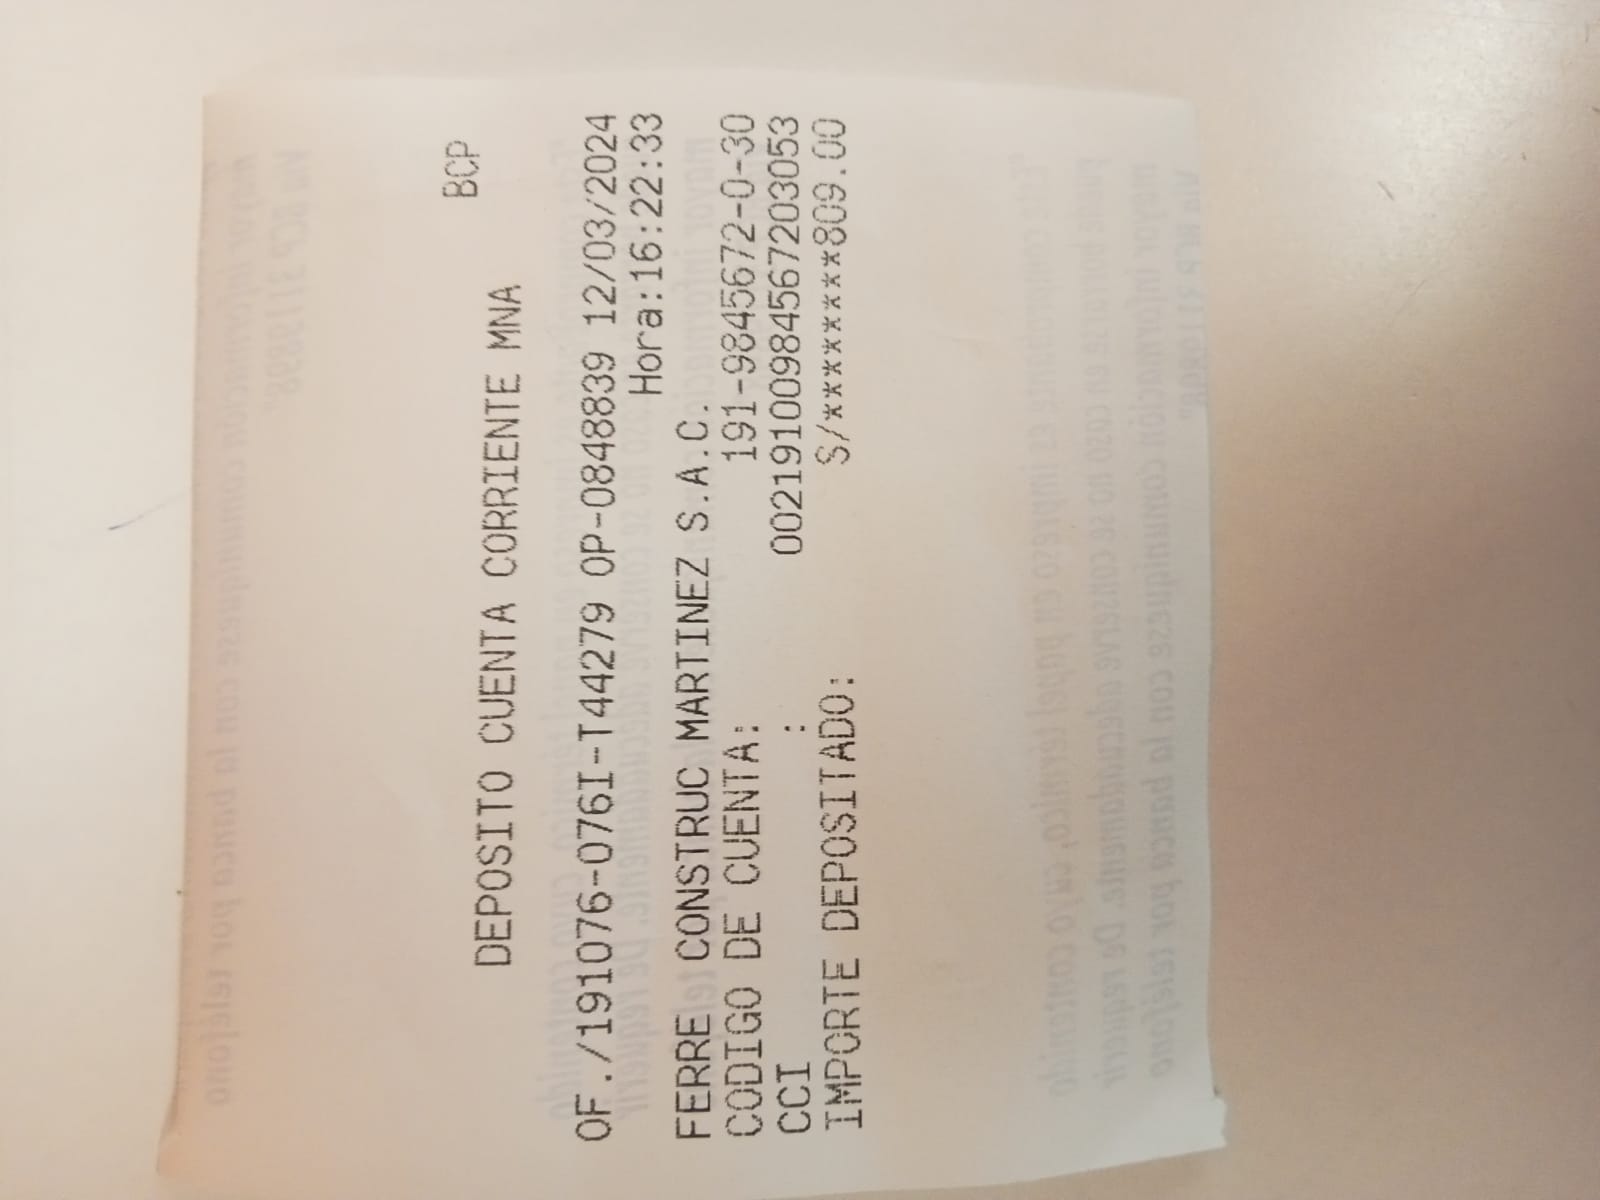 BCP
DEPOSITO CUENTA CORRIENTE MNA
OF./191076-076I-T44279 OP-0848839 12/03/2024
Hora:16:22:33
FERRE CONSTRUC MARTINEZ S.A.C.
CODIGO DE CUENTA: 191-9845672-0-30
CCI : 00219100984567203053
IMPORTE DEPOSITADO: S/********809.00